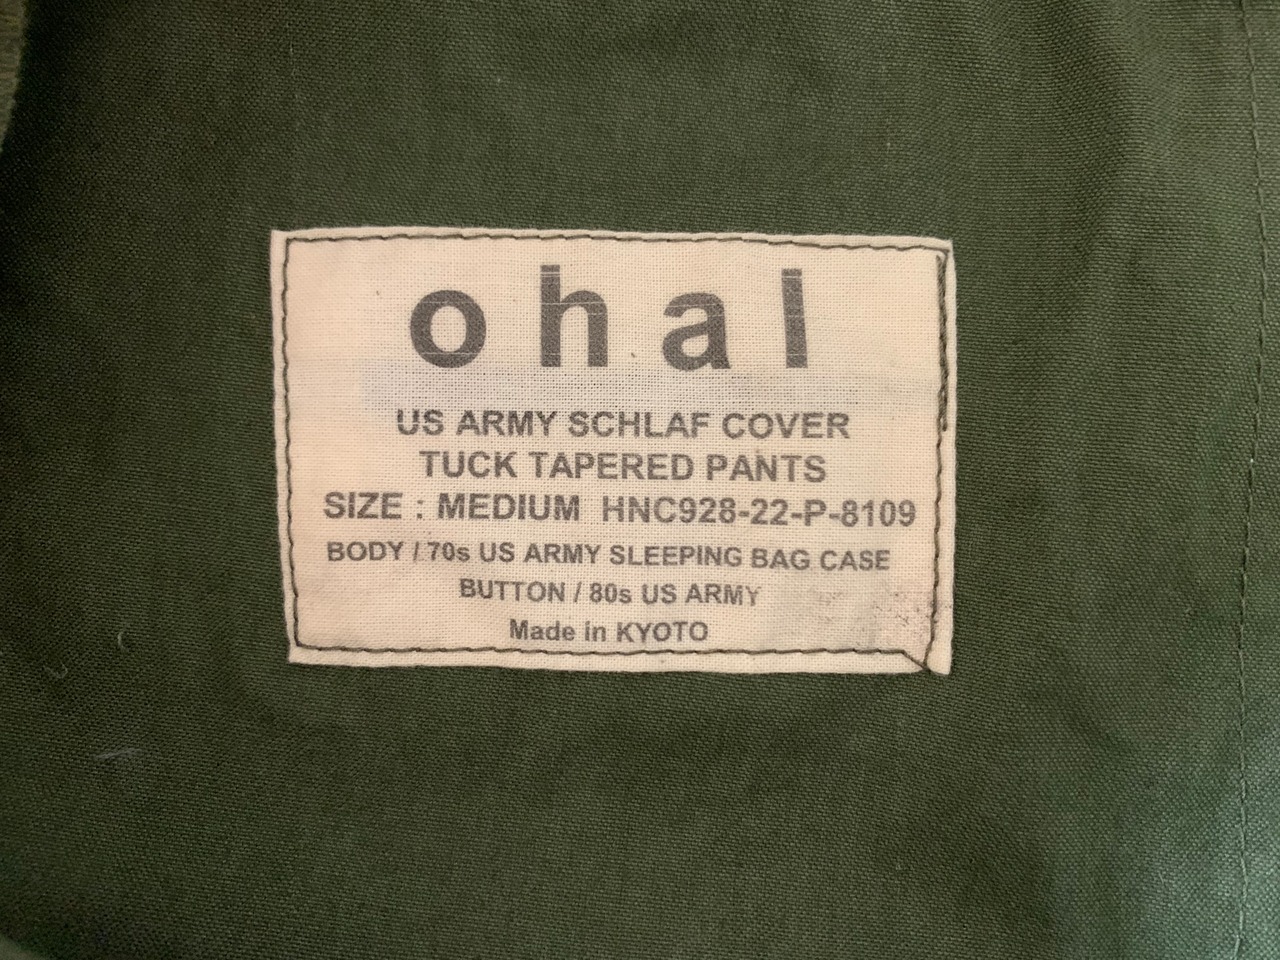 ohal
US ARMY SCHLAF COVER
TUCK TAPERED PANTS
SIZE : MEDIUM HNC928-22-P-8109
BODY / 70s US ARMY SLEEPING BAG CASE
BUTTON / 80s US ARMY
Made in KYOTO